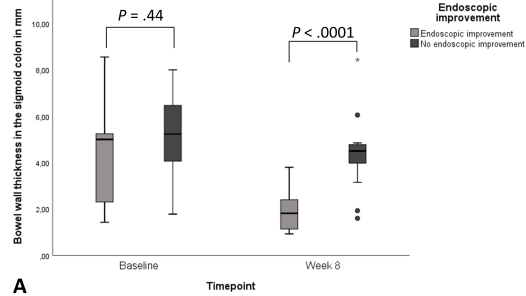 Endoscopic
improvement
Endoscopic improvement
No endoscopic improvement
P = .44
P < .0001
*
Bowel wall thickness in the sigmoid colon in mm
10,00
8,00
6,00
4,00
2,00
,00
Baseline
Week 8
Timepoint
A